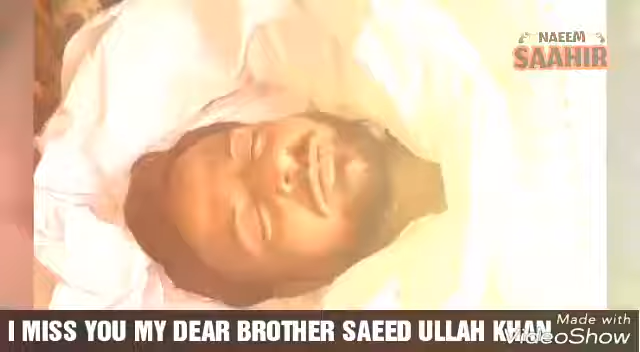 NAEEM
SAAHIR
I MISS YOU MY DEAR BROTHER SAEED ULLAH KHAN
Made with
VideoShow